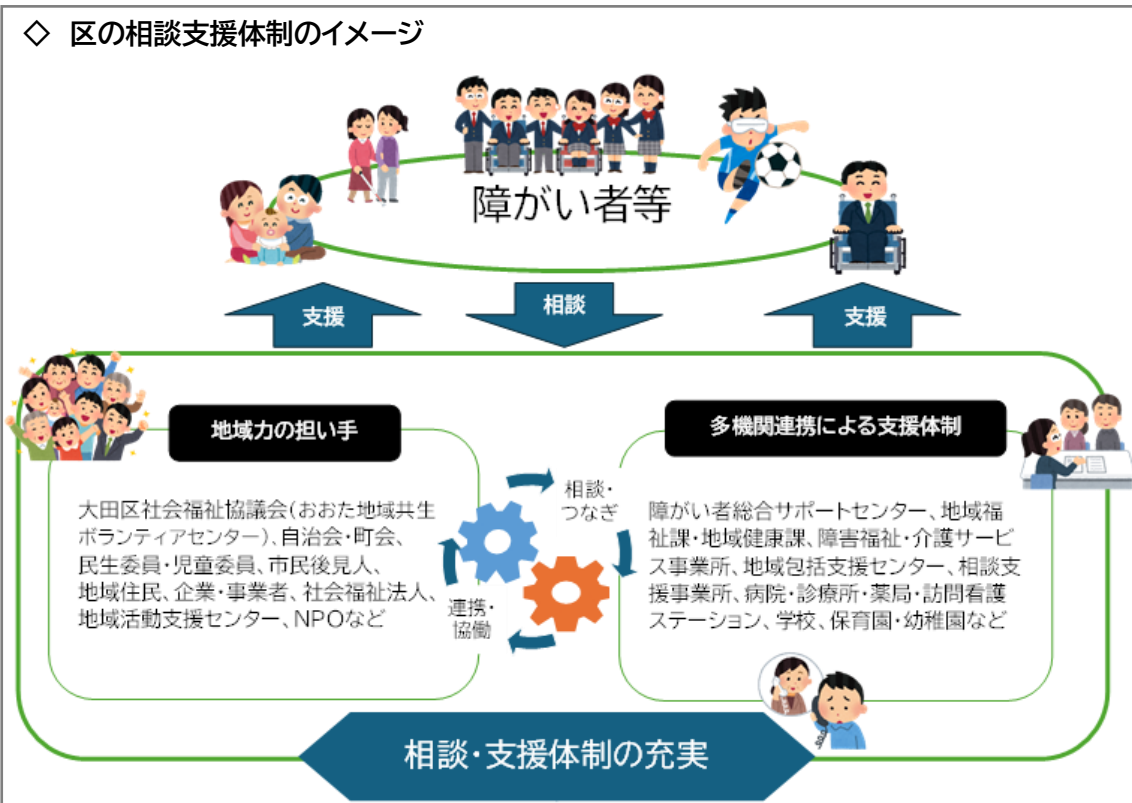 ◇ 区の相談支援体制のイメージ
障がい者等
支援
相談
支援
地域力の担い手
大田区社会福祉協議会(おおた地域共生
ボランティアセンター)、自治会・町会、
民生委員・児童委員、市民後見人、
地域住民、企業・事業者、社会福祉法人、
地域活動支援センター、NPOなど
相談・
つなぎ
連携・
協働
多機関連携による支援体制
障がい者総合サポートセンター、地域福
祉課・地域健康課、障害福祉・介護サービ
ス事業所、地域包括支援センター、相談支
援事業所、病院・診療所・薬局・訪問看護
ステーション、学校、保育園・幼稚園など
相談・支援体制の充実